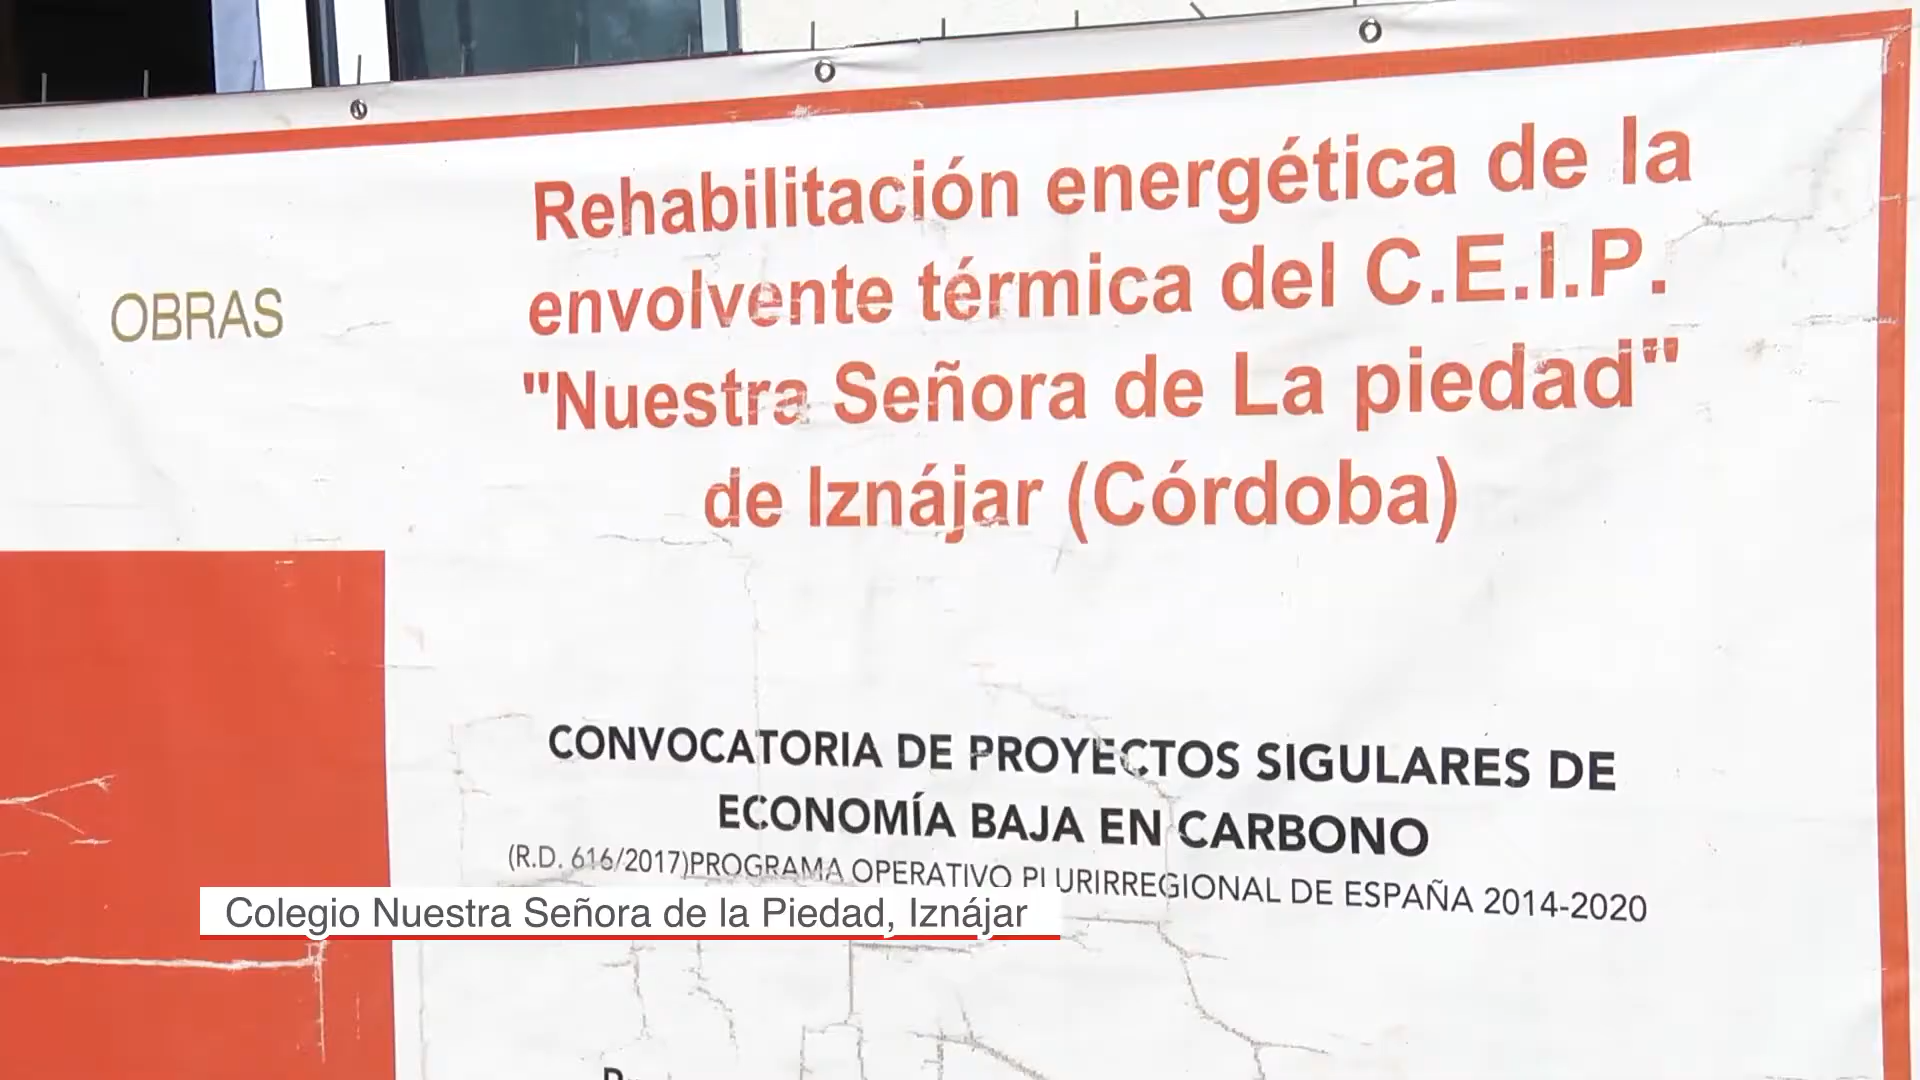 OBRAS
Rehabilitación energética de la
envolvente térmica del C.E.I.P.
"Nuestra Señora de La piedad"
de Iznájar (Córdoba)
CONVOCATORIA DE PROYECTOS SIGULARES DE
ECONOMÍA BAJA EN CARBONO
(R.D. 616/2017)PROGRAMA OPERATIVO PLURIRREGIONAL DE ESPAÑA 2014-2020
Colegio Nuestra Señora de la Piedad, Iznájar